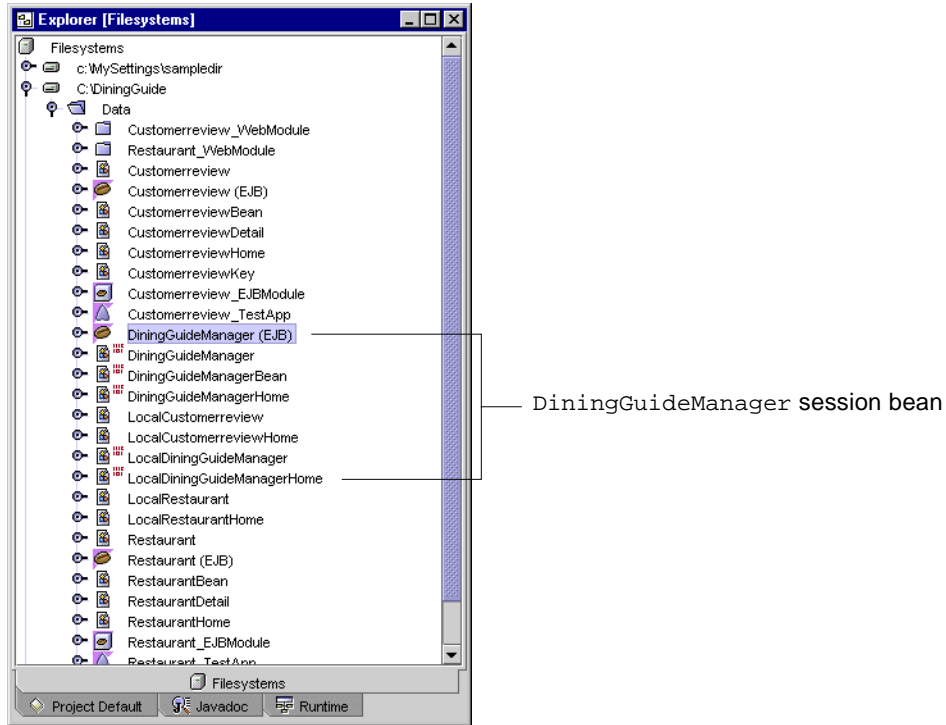 Explorer [Filesystems]
Filesystems
c:\MySettings\sampledir
C:\DiningGuide
Data
Customerreview_WebModule
Restaurant_WebModule
Customerreview
Customerreview (EJB)
CustomerreviewBean
CustomerreviewDetail
CustomerreviewHome
CustomerreviewKey
Customerreview_EJBModule
Customerreview_TestApp
DiningGuideManager (EJB)
DiningGuideManager
DiningGuideManagerBean
DiningGuideManagerHome
DiningGuideManager session bean
LocalCustomerreview
LocalCustomerreviewHome
LocalDiningGuideManager
LocalDiningGuideManagerHome
LocalRestaurant
LocalRestaurantHome
Restaurant
Restaurant (EJB)
RestaurantBean
RestaurantDetail
RestaurantHome
Restaurant_EJBModule
Restaurant_TestApp
Filesystems
Project Default
Javadoc
Runtime